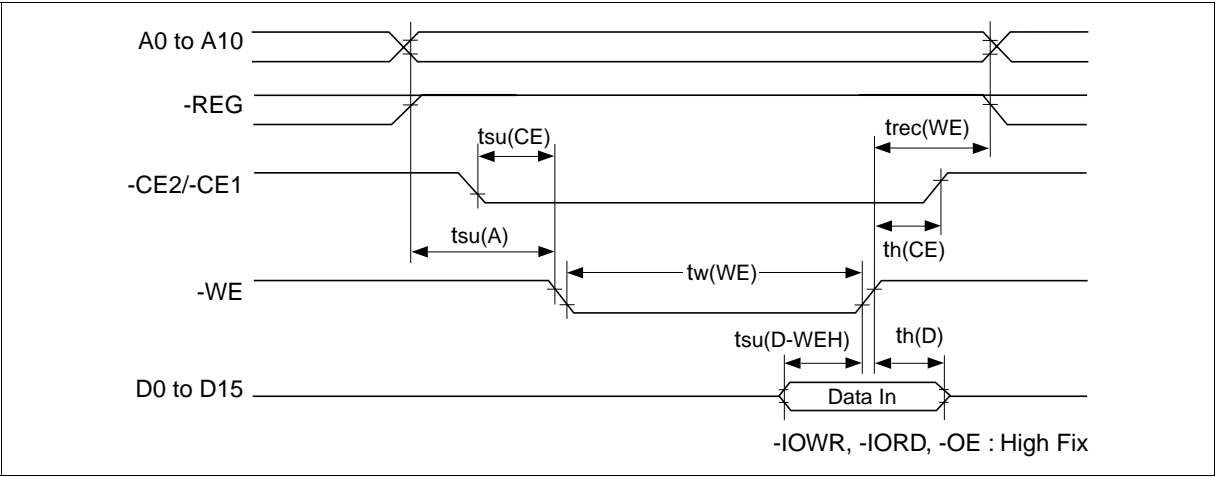 A0 to A10
-REG
tsu(CE)
trec(WE)
-CE2/-CE1
tsu(A)
th(CE)
-WE
tw(WE)
tsu(D-WEH)
th(D)
D0 to D15
Data In
-IOWR, -IORD, -OE : High Fix